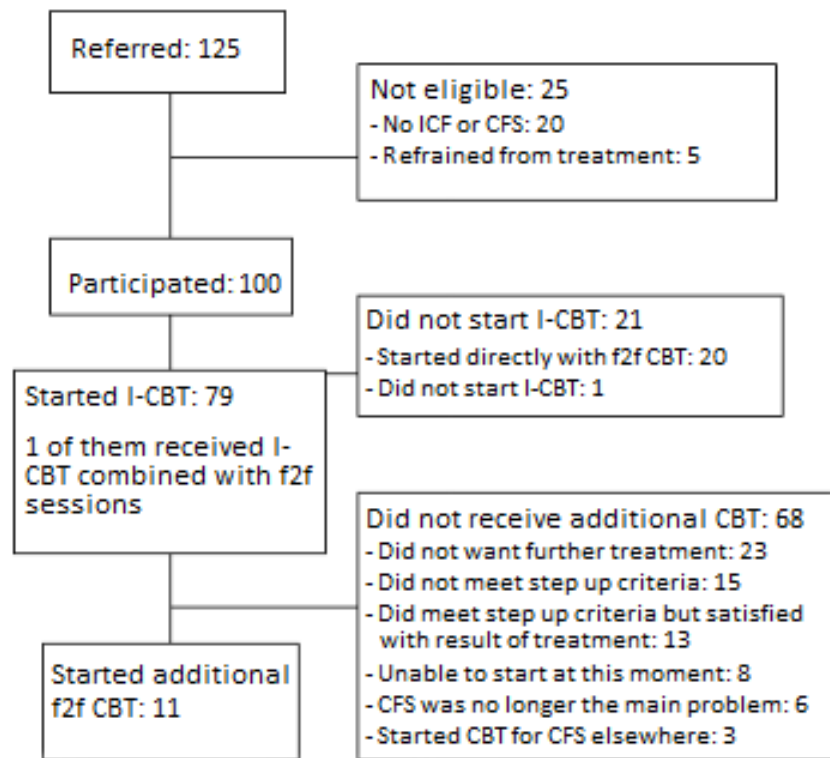 Referred: 125
Not eligible: 25
- No ICF or CFS: 20
- Refrained from treatment: 5
Participated: 100
Did not start I-CBT: 21
- Started directly with f2f CBT: 20
- Did not start I-CBT: 1
Started I-CBT: 79
1 of them received I-
CBT combined with f2f
sessions
Did not receive additional CBT: 68
- Did not want further treatment: 23
- Did not meet step up criteria: 15
- Did meet step up criteria but satisfied
with result of treatment: 13
- Unable to start at this moment: 8
- CFS was no longer the main problem: 6
- Started CBT for CFS elsewhere: 3
Started additional
f2f CBT: 11